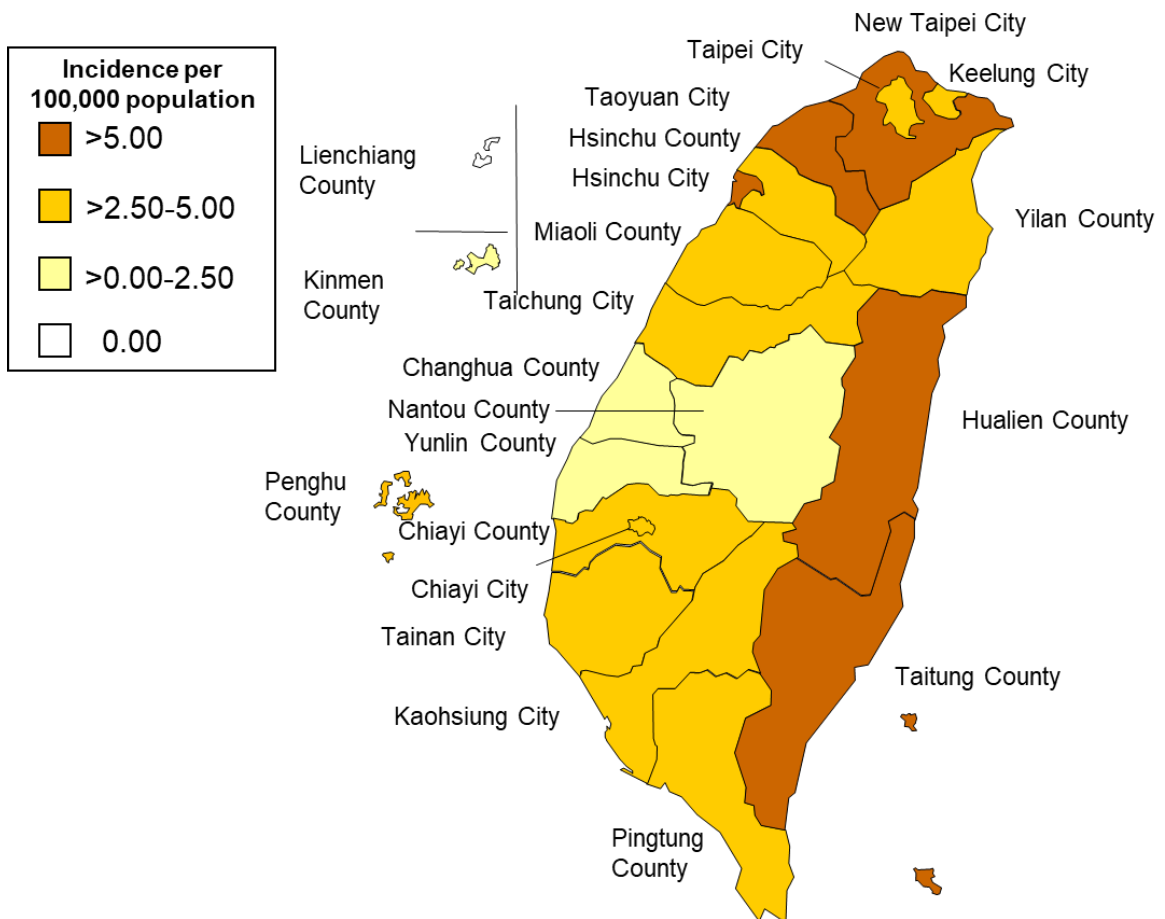 Incidence per
100,000 population
>5.00
>2.50-5.00
>0.00-2.50
0.00
New Taipei City
Taipei City
Keelung City
Taoyuan City
Hsinchu County
Lienchiang
County
Hsinchu City
Yilan County
Miaoli County
Kinmen
County
Taichung City
Changhua County
Nantou County
Hualien County
Yunlin County
Penghu
County
Chiayi County
Chiayi City
Tainan City
Taitung County
Kaohsiung City
Pingtung
County